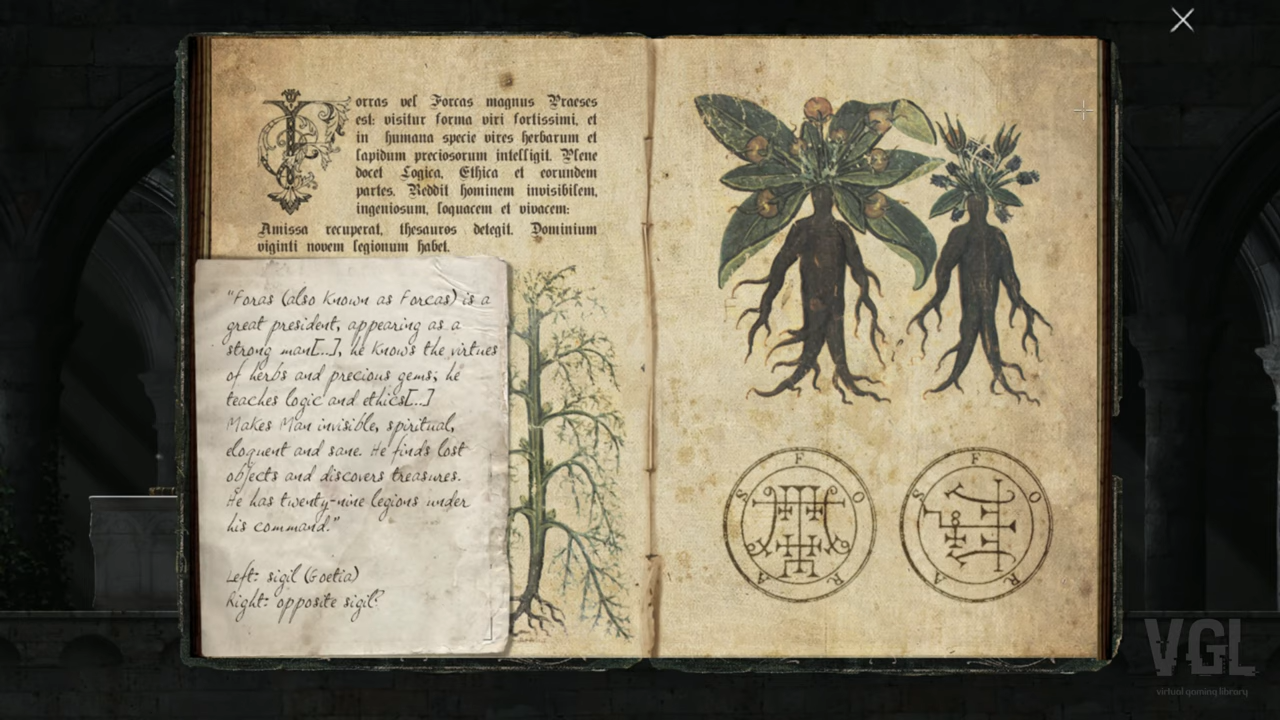 Forras vel Forcas magnus Praeses
est: visitur forma viri fortissimi, et
in humana specie vires herbarum et
lapidum preciosorum intelligit. Plene
docet Logica, Ethica et eorundem
partes. Reddit hominem invisibilem,
ingeniosum, loquacem et vivacem:
Amissa recuperat, thesauros detegit. Dominium
viginti novem legionum habet.
"Foras (also known as Forcas) is a
great president, appearing as a
strong man[...], he knows the virtues
of herbs and precious gems; he
teaches logic and ethics[...]
Makes Man invisible, spiritual,
eloquent and sane. He finds lost
objects and discovers treasures.
He has twenty-nine legions under
his command."
Left: sigil (Goetia)
Right: opposite sigil?
F O R A S
F O R A S
VGL
virtual gaming library